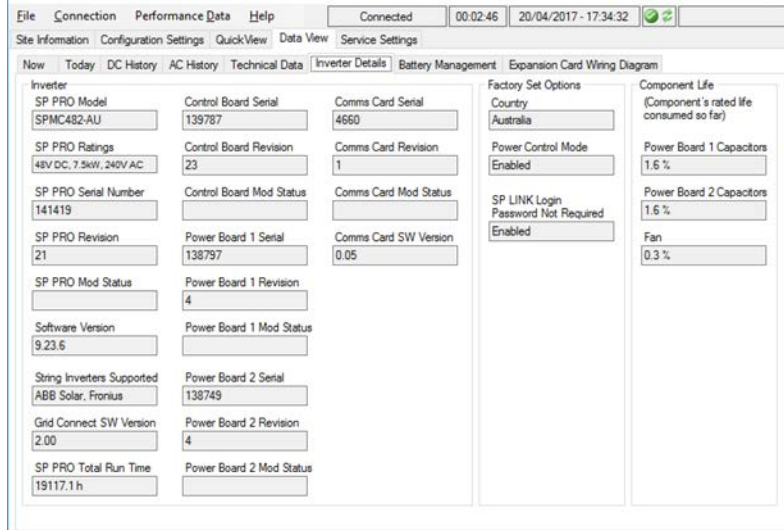 File Connection Performance Data Help Connected 00:02:46 20/04/2017 - 17:34:32
Site Information Configuration Settings QuickView Data View Service Settings
Now Today DC History AC History Technical Data Inverter Details Battery Management Expansion Card Wiring Diagram
Inverter
SP PRO Model
SPMC482-AU
SP PRO Ratings
48V DC, 7.5kW, 240V AC
SP PRO Serial Number
141419
SP PRO Revision
21
SP PRO Mod Status
Software Version
9.23.6
String Inverters Supported
ABB Solar, Fronius
Grid Connect SW Version
2.00
SP PRO Total Run Time
19117.1 h
Control Board Serial
139787
Control Board Revision
23
Control Board Mod Status
Power Board 1 Serial
138797
Power Board 1 Revision
4
Power Board 1 Mod Status
Power Board 2 Serial
138749
Power Board 2 Revision
4
Power Board 2 Mod Status
Comms Card Serial
4660
Comms Card Revision
1
Comms Card Mod Status
Comms Card SW Version
0.05
Factory Set Options
Country
Australia
Power Control Mode
Enabled
SP LINK Login
Password Not Required
Enabled
Component Life
(Component's rated life
consumed so far)
Power Board 1 Capacitors
1.6 %
Power Board 2 Capacitors
1.6 %
Fan
0.3 %